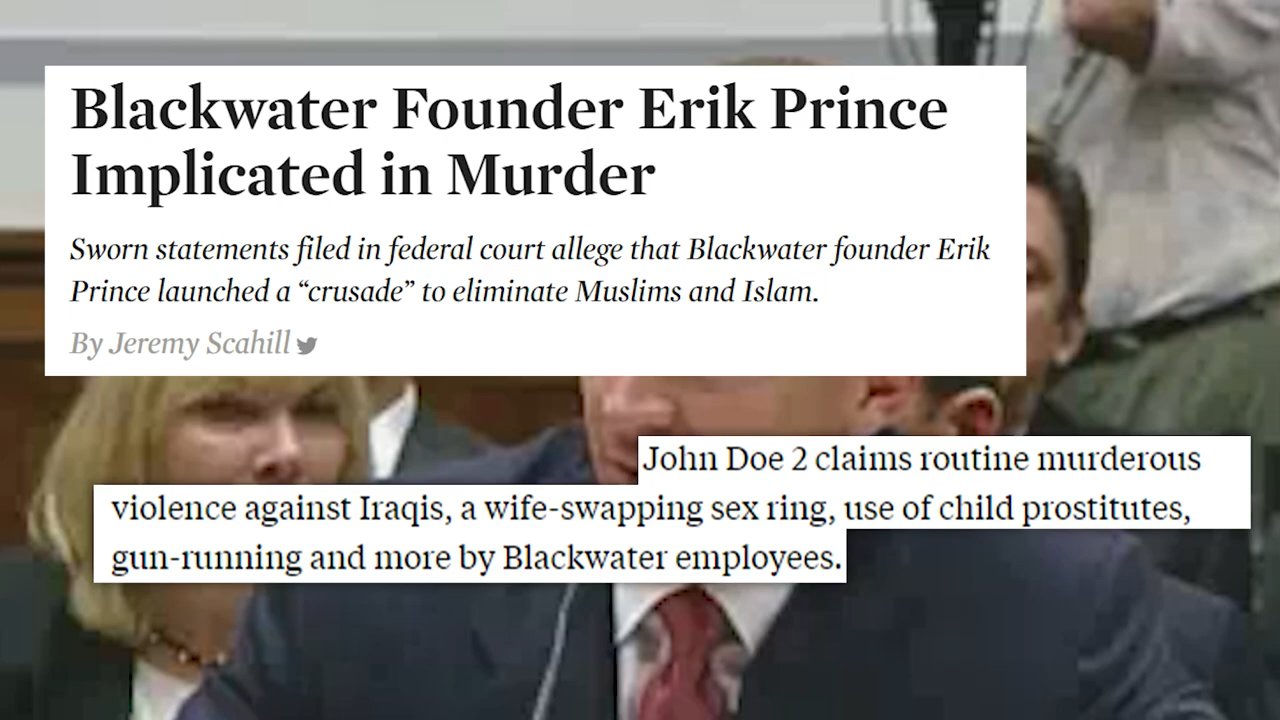 Blackwater Founder Erik Prince
Implicated in Murder
Sworn statements filed in federal court allege that Blackwater founder Erik
Prince launched a “crusade” to eliminate Muslims and Islam.
By Jeremy Scahill
John Doe 2 claims routine murderous
violence against Iraqis, a wife-swapping sex ring, use of child prostitutes,
gun-running and more by Blackwater employees.